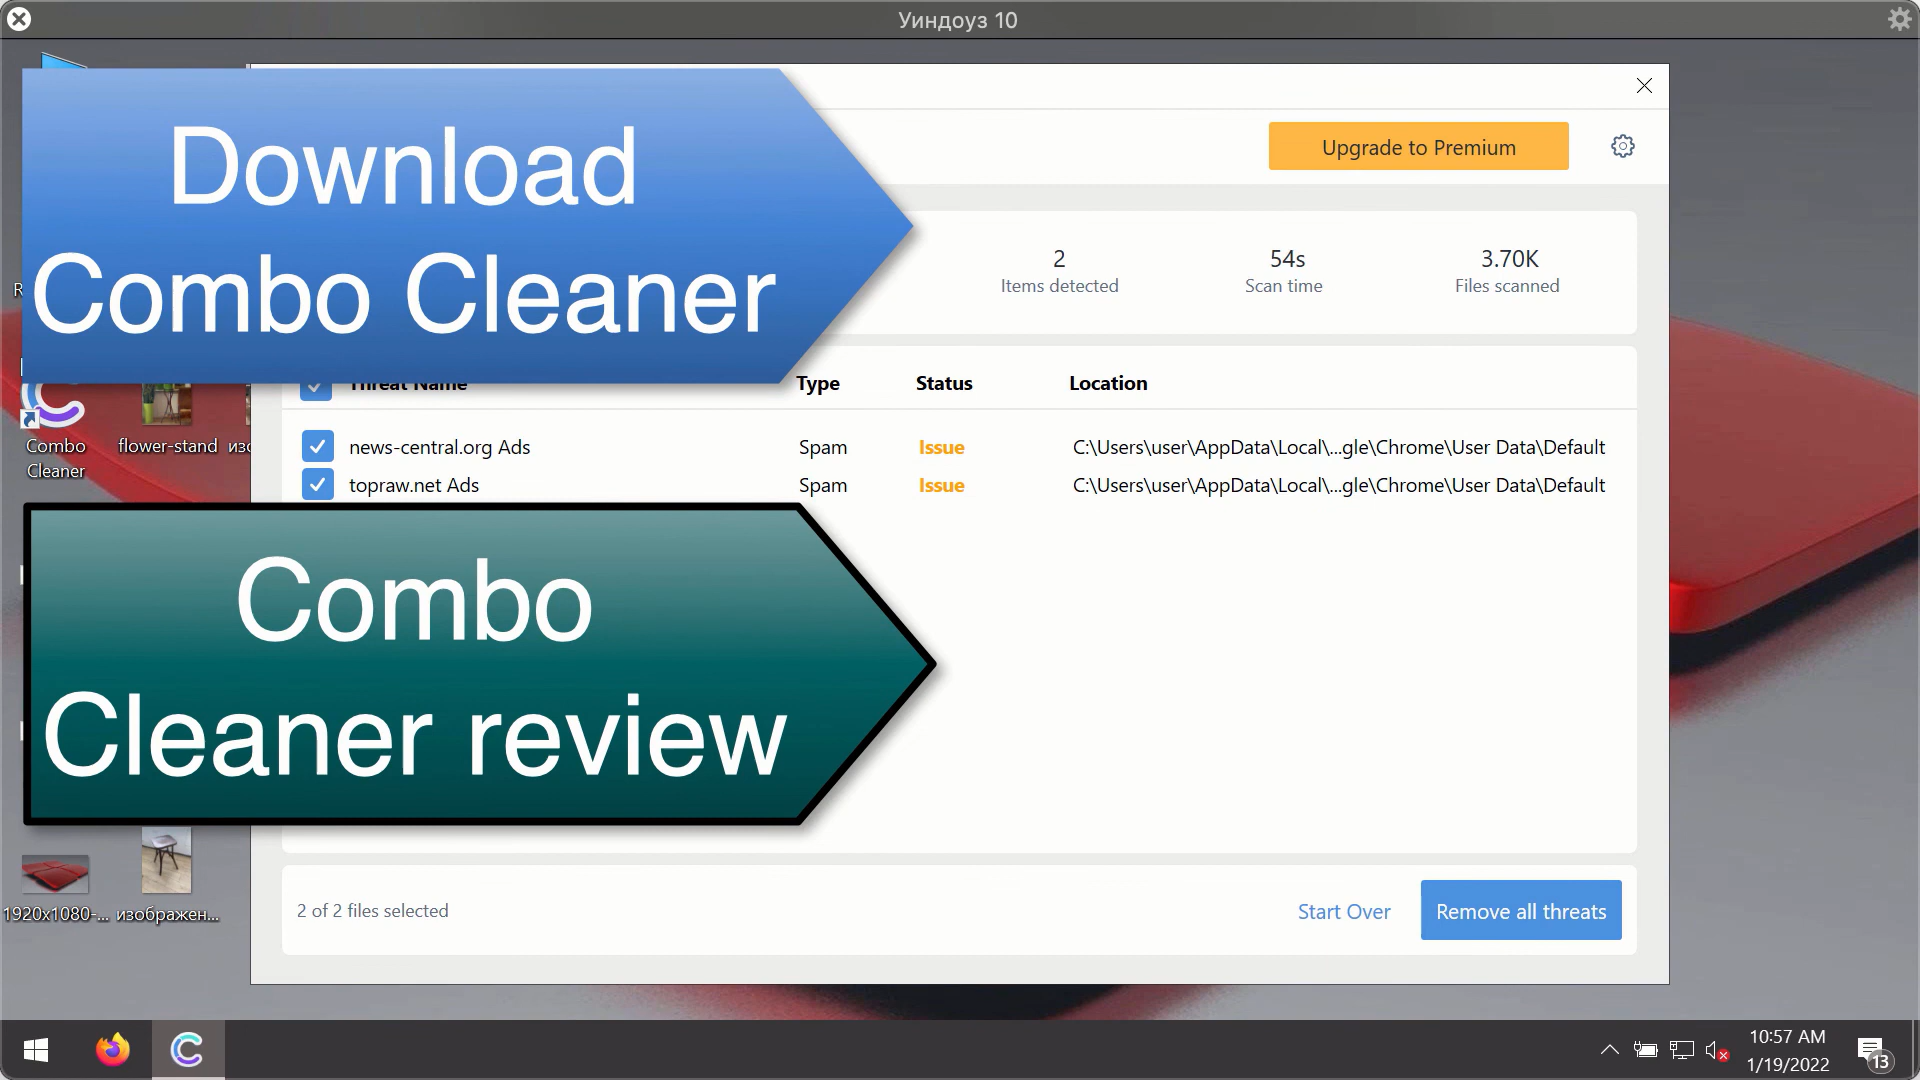 Уиндоуз 10
Download
Combo Cleaner
Upgrade to Premium
2
Items detected
54s
Scan time
3.70K
Files scanned
Threat Name Type Status Location
news-central.org Ads Spam Issue C:\Users\user\AppData\Local\...gle\Chrome\User Data\Default
topraw.net Ads Spam Issue C:\Users\user\AppData\Local\...gle\Chrome\User Data\Default
Combo
Cleaner
flower-stand
Combo
Cleaner review
1920x1080-...
изображен...
2 of 2 files selected
Start Over
Remove all threats
10:57 AM
1/19/2022
13